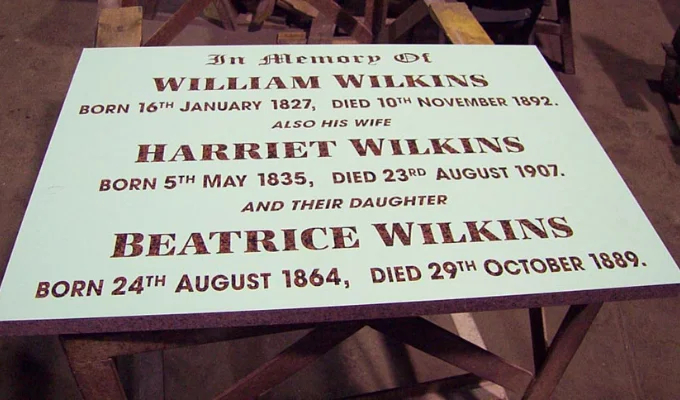 In Memory Of
WILLIAM WILKINS
BORN 16TH JANUARY 1827, DIED 10TH NOVEMBER 1892.
ALSO HIS WIFE
HARRIET WILKINS
BORN 5TH MAY 1835, DIED 23RD AUGUST 1907.
AND THEIR DAUGHTER
BEATRICE WILKINS
BORN 24TH AUGUST 1864, DIED 29TH OCTOBER 1889.